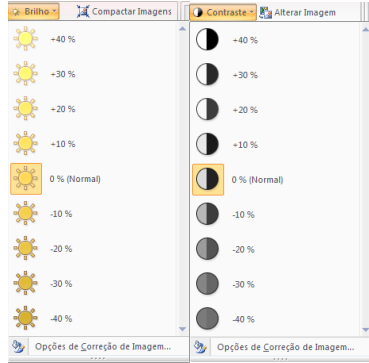 Brilho
Compactar Imagens
+40 %
+30 %
+20 %
+10 %
0 % (Normal)
-10 %
-20 %
-30 %
-40 %
Opções de Correção de Imagem...
Contraste
Alterar Imagem
+40 %
+30 %
+20 %
+10 %
0 % (Normal)
-10 %
-20 %
-30 %
-40 %
Opções de Correção de Imagem...